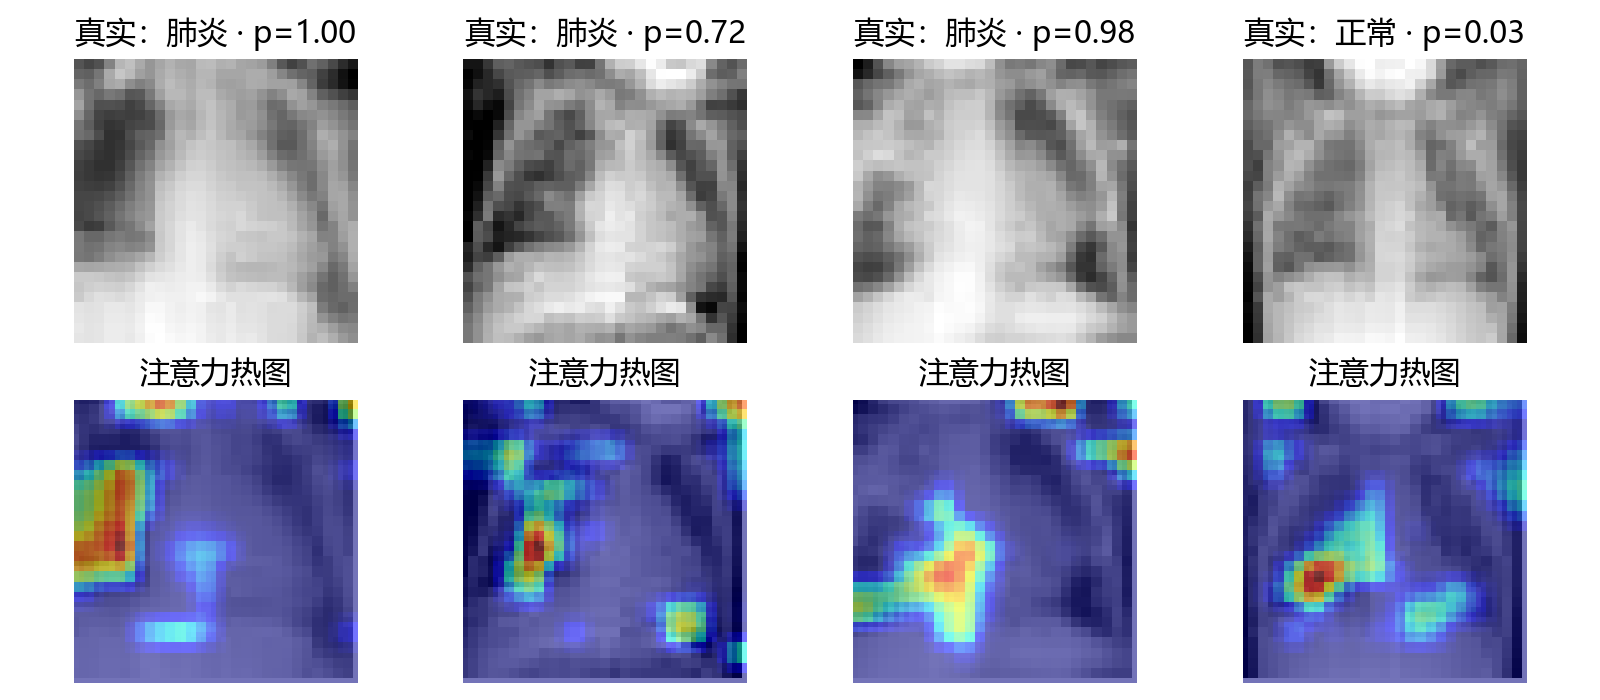 真实：肺炎 · p=1.00
真实：肺炎 · p=0.72
真实：肺炎 · p=0.98
真实：正常 · p=0.03
注意力热图
注意力热图
注意力热图
注意力热图